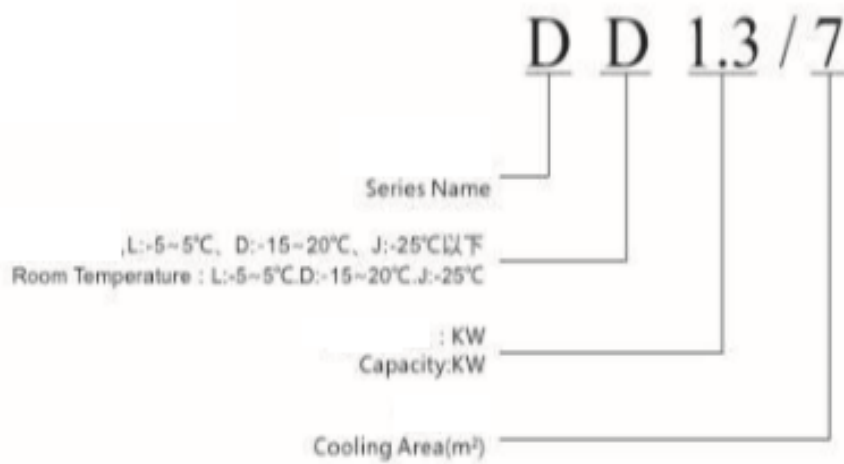 D D 1.3 / 7
Series Name
,L:-5~5℃、D:-15~20℃、J:-25℃以下
Room Temperature : L:-5~5℃.D:-15~20℃.J:-25℃
: KW
Capacity:KW
Cooling Area(m²)